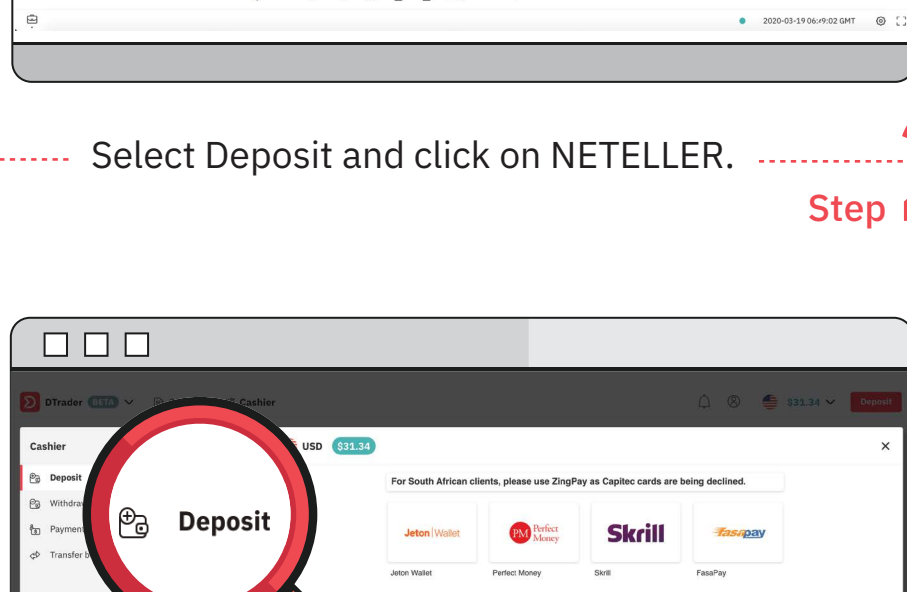 2020-03-19 06:49:02 GMT
Select Deposit and click on NETELLER.
Step
DTrader BETA
Cashier
$31.34
Deposit
Cashier
USD $31.34
Deposit
For South African clients, please use ZingPay as Capitec cards are being declined.
Withdraw
Payment
Transfer
Deposit
Jeton Wallet
PM Perfect Money
Skrill
Fasapay
Jeton Wallet
Perfect Money
Skrill
FasaPay